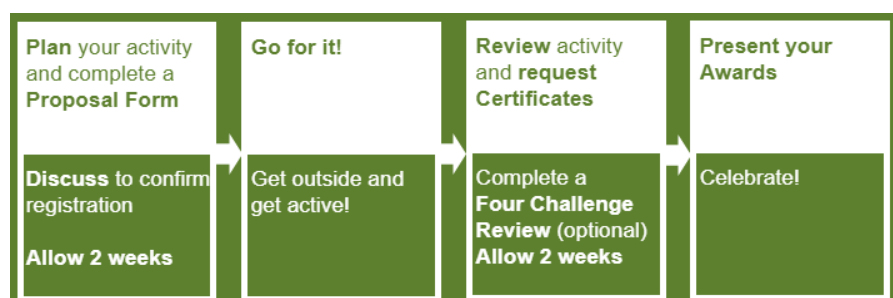 Plan your activity
and complete a
Proposal Form
Discuss to confirm
registration
Allow 2 weeks
Go for it!
Get outside and
get active!
Review activity
and request
Certificates
Complete a
Four Challenge
Review (optional)
Allow 2 weeks
Present your
Awards
Celebrate!